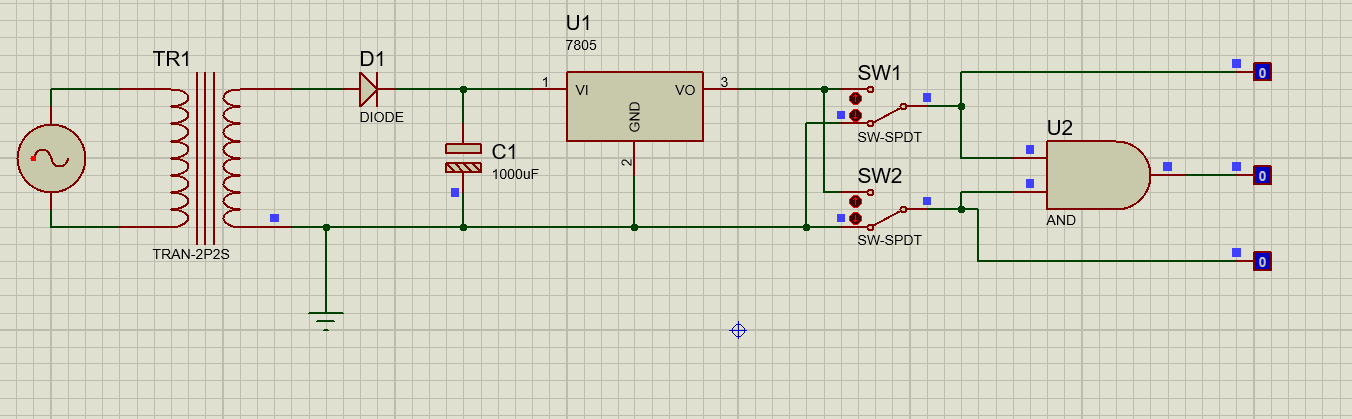 U1
7805
TR1
TRAN-2P2S
D1
DIODE
C1
1000uF
1
VI
GND
2
VO
3
SW1
SW-SPDT
SW2
SW-SPDT
U2
AND
0
0
0